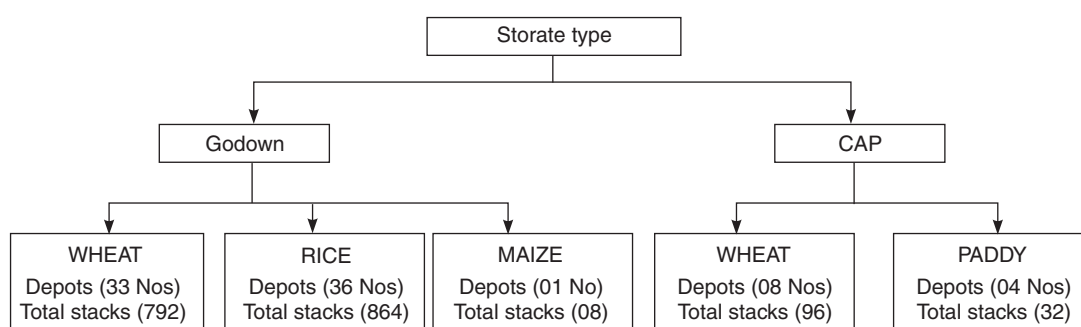 Storate type
Godown
CAP
WHEAT
Depots (33 Nos)
Total stacks (792)
RICE
Depots (36 Nos)
Total stacks (864)
MAIZE
Depots (01 No)
Total stacks (08)
WHEAT
Depots (08 Nos)
Total stacks (96)
PADDY
Depots (04 Nos)
Total stacks (32)